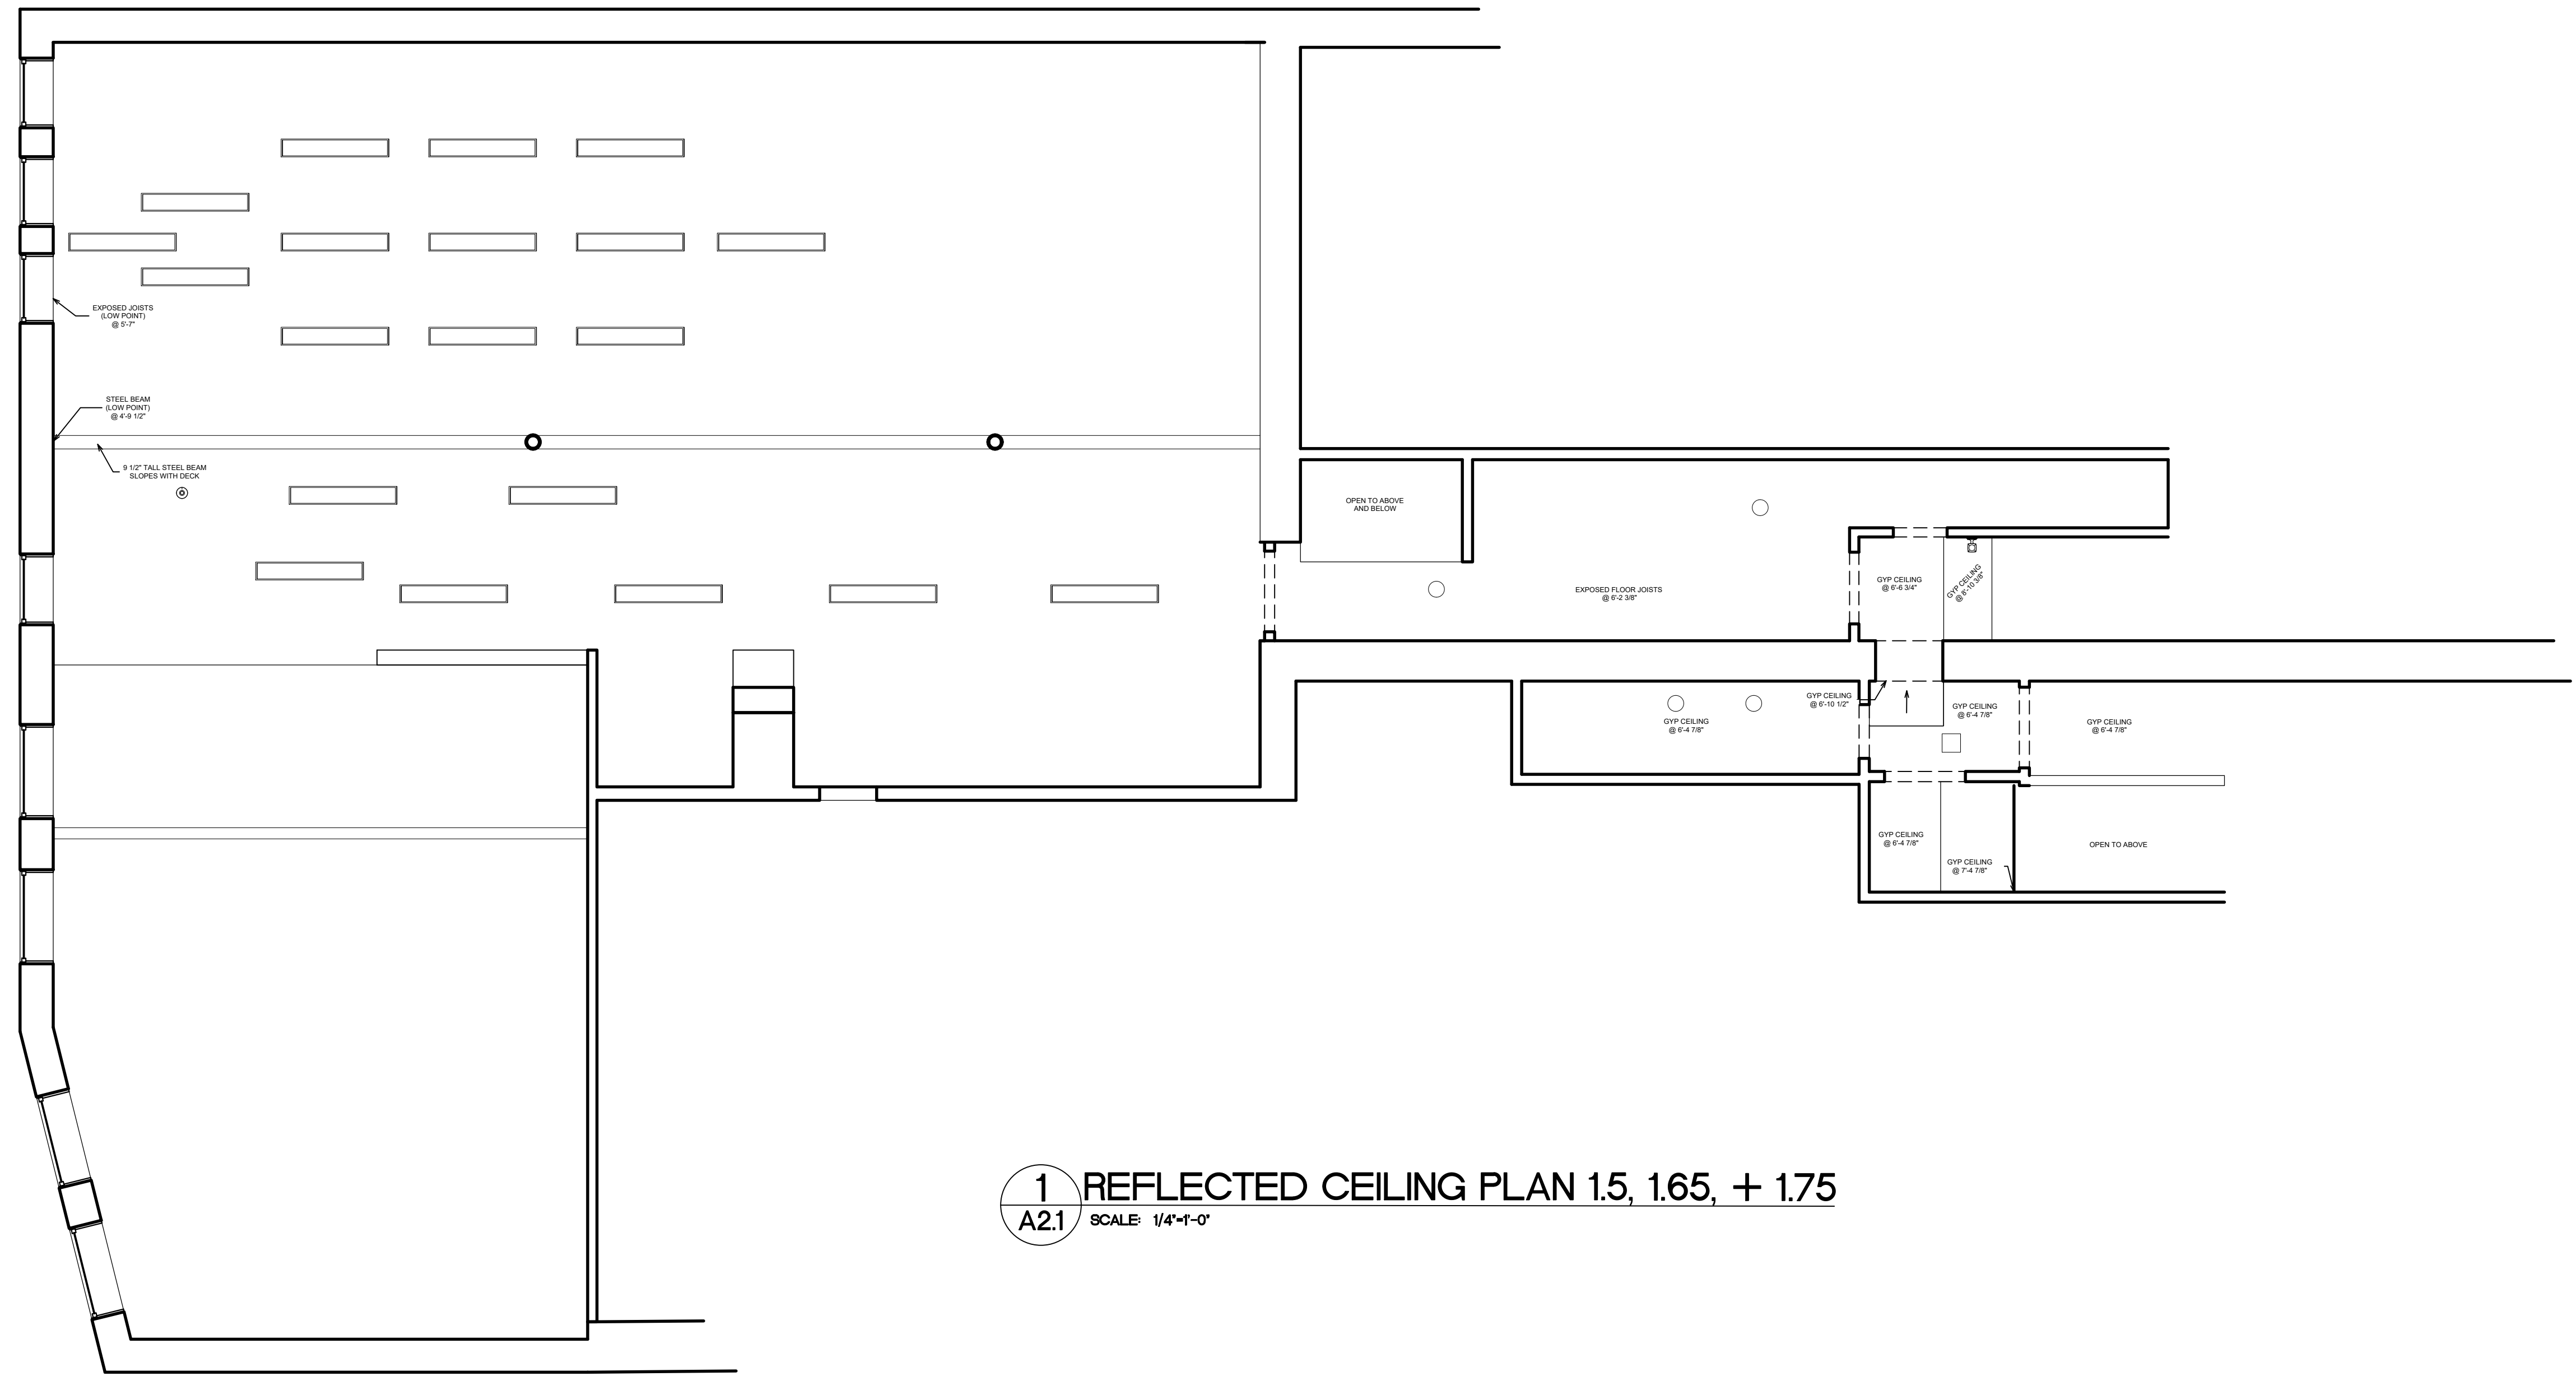 EXPOSED JOISTS
(LOW POINT)
@ 5'-7"
STEEL BEAM
(LOW POINT)
@ 4'-9 1/2"
9 1/2" TALL STEEL BEAM
SLOPES WITH DECK
OPEN TO ABOVE
AND BELOW
EXPOSED FLOOR JOISTS
@ 6'-2 3/8"
GYP CEILING
@ 6'-6 3/4"
GYP CEILING
@ 8'-10 3/8"
GYP CEILING
@ 6'-10 1/2"
GYP CEILING
@ 6'-4 7/8"
GYP CEILING
@ 6'-4 7/8"
GYP CEILING
@ 6'-4 7/8"
GYP CEILING
@ 6'-4 7/8"
GYP CEILING
@ 7'-4 7/8"
OPEN TO ABOVE
1
A2.1
REFLECTED CEILING PLAN 1.5, 1.65, + 1.75
SCALE: 1/4"=1'-0"